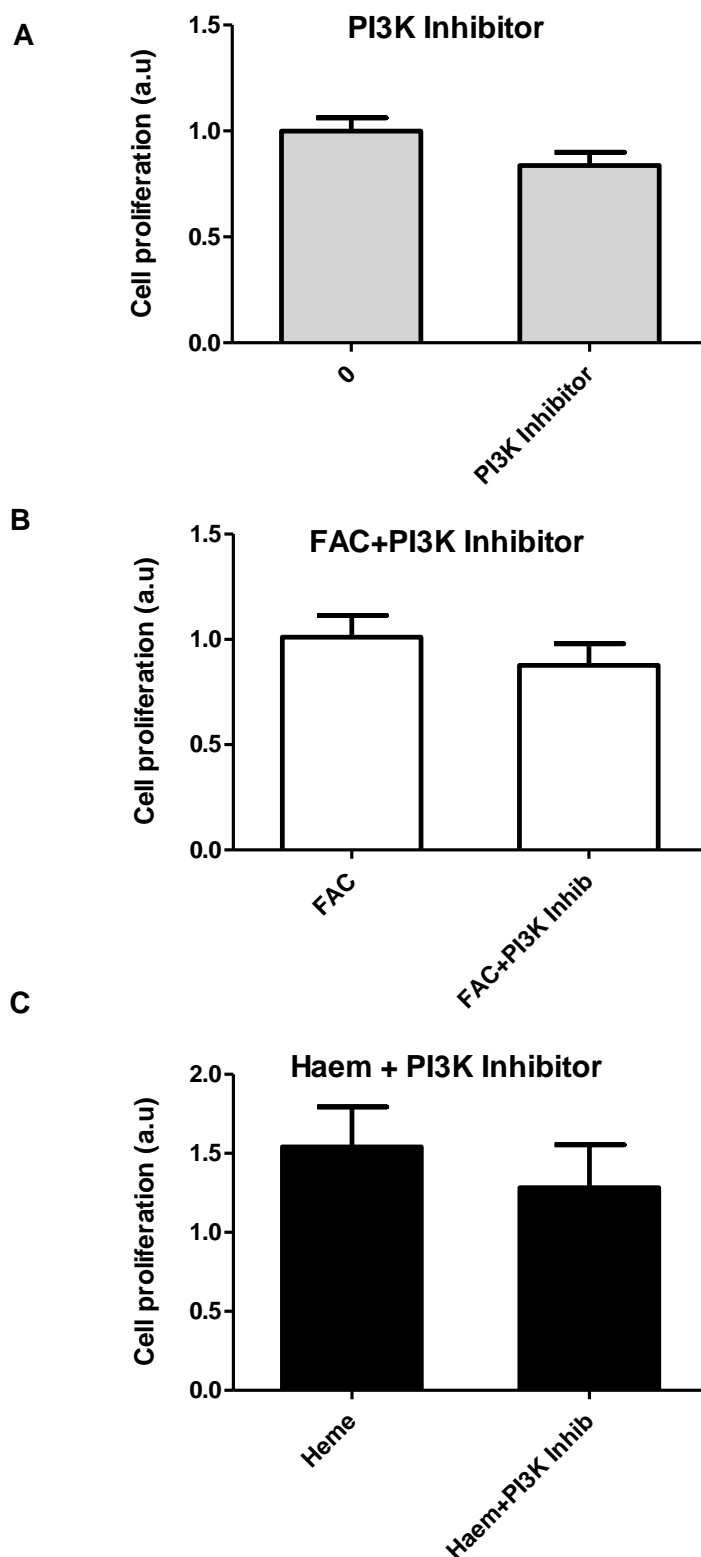 A
PI3K Inhibitor
Cell proliferation (a.u)
1.5
1.0
0.5
0.0
0
PI3K Inhibitor
B
FAC+PI3K Inhibitor
Cell proliferation (a.u)
1.5
1.0
0.5
0.0
FAC
FAC+PI3K Inhib
C
Haem + PI3K Inhibitor
Cell proliferation (a.u)
2.0
1.5
1.0
0.5
0.0
Heme
Haem+PI3K Inhib